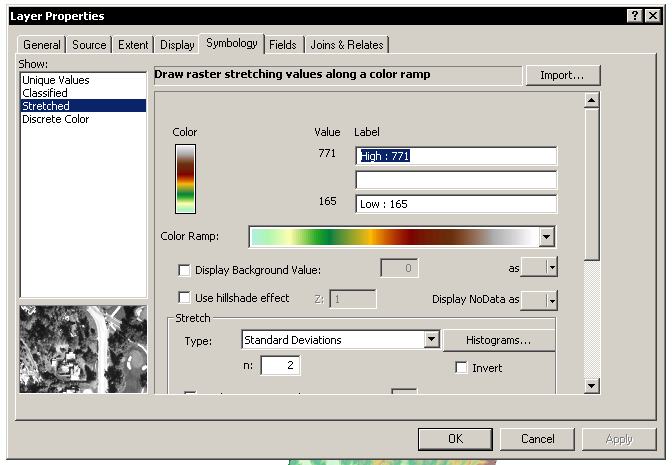 Layer Properties
General Source Extent Display Symbology Fields Joins & Relates
Show:
Unique Values
Classified
Stretched
Discrete Color
Draw raster stretching values along a color ramp
Import...
Color Value Label
771 High : 771
165 Low : 165
Color Ramp:
Display Background Value: 0 as
Use hillshade effect Z: 1 Display NoData as
Stretch
Type: Standard Deviations Histograms...
n: 2 Invert
OK Cancel Apply